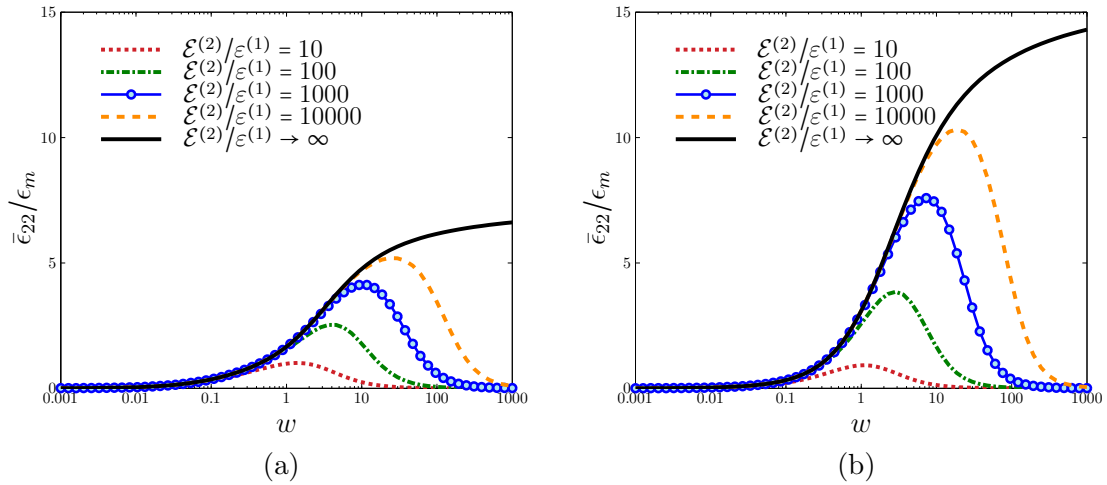 15
10
5
0
ε̄₂₂/ϵₘ
ℰ⁽²⁾/ε⁽¹⁾ = 10
ℰ⁽²⁾/ε⁽¹⁾ = 100
ℰ⁽²⁾/ε⁽¹⁾ = 1000
ℰ⁽²⁾/ε⁽¹⁾ = 10000
ℰ⁽²⁾/ε⁽¹⁾ → ∞
0.001 0.01 0.1 1 10 100 1000
w
(a)
15
10
5
0
ϵ̄₂₂/ϵₘ
ℰ⁽²⁾/ε⁽¹⁾ = 10
ℰ⁽²⁾/ε⁽¹⁾ = 100
ℰ⁽²⁾/ε⁽¹⁾ = 1000
ℰ⁽²⁾/ε⁽¹⁾ = 10000
ℰ⁽²⁾/ε⁽¹⁾ → ∞
0.001 0.01 0.1 1 10 100 1000
w
(b)